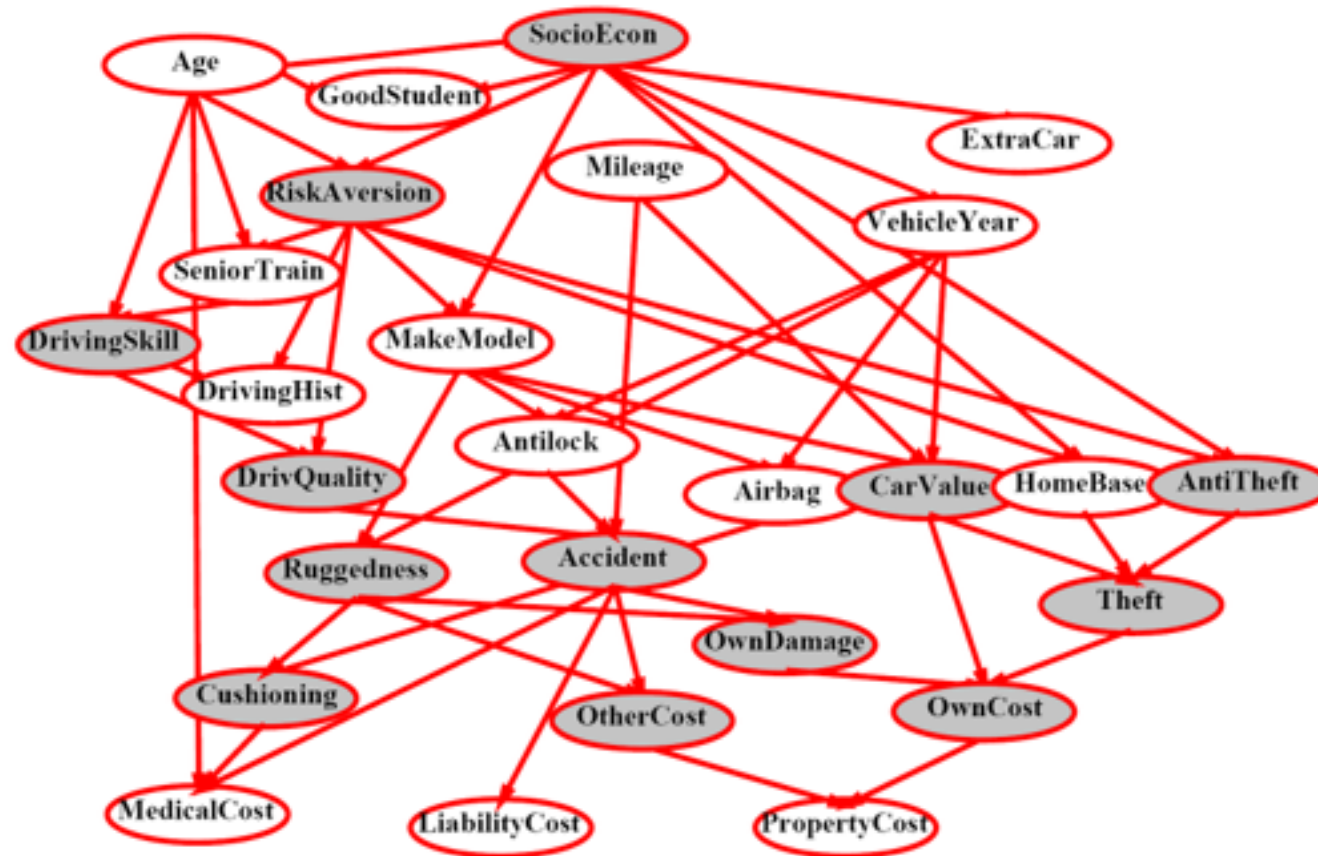 SocioEcon
Age
GoodStudent
ExtraCar
Mileage
RiskAversion
VehicleYear
SeniorTrain
DrivingSkill
MakeModel
DrivingHist
Antilock
DrivQuality
Airbag
CarValue
HomeBase
AntiTheft
Ruggedness
Accident
Theft
OwnDamage
Cushioning
OtherCost
OwnCost
MedicalCost
LiabilityCost
PropertyCost